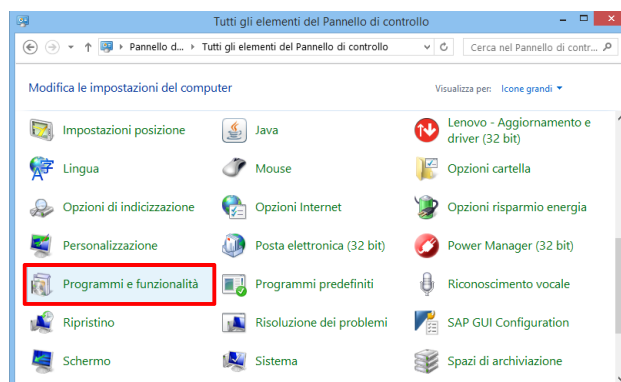 Tutti gli elementi del Pannello di controllo
Pannello d... Tutti gli elementi del Pannello di controllo Cerca nel Pannello di contr...
Modifica le impostazioni del computer Visualizza per: Icone grandi
Impostazioni posizione Java Lenovo - Aggiornamento e
driver (32 bit)
Lingua Mouse Opzioni cartella
Opzioni di indicizzazione Opzioni Internet Opzioni risparmio energia
Personalizzazione Posta elettronica (32 bit) Power Manager (32 bit)
Programmi e funzionalità Programmi predefiniti Riconoscimento vocale
Ripristino Risoluzione dei problemi SAP GUI Configuration
Schermo Sistema Spazi di archiviazione